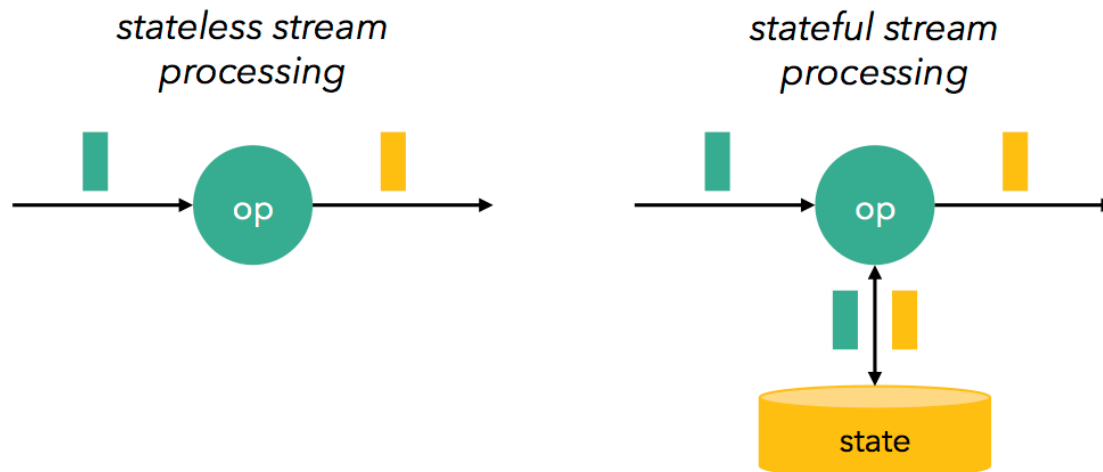 stateless stream
processing
op
stateful stream
processing
op
state